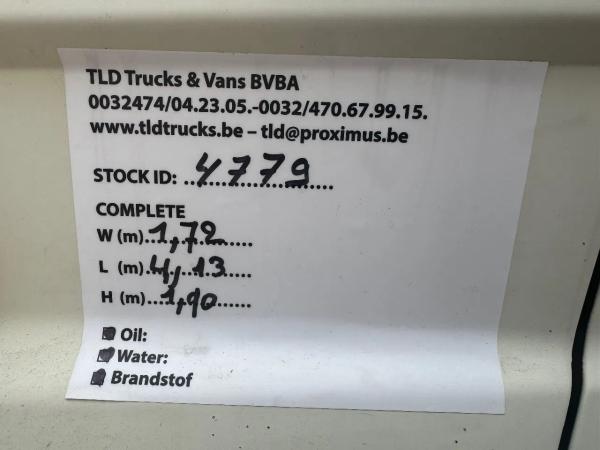 TLD Trucks & Vans BVBA
0032474/04.23.05.-0032/470.67.99.15.
www.tldtrucks.be – tld@proximus.be
STOCK ID: 4779
COMPLETE
W (m)...1,72......
L (m).4,.13......
H (m)...1,90......
Oil:
Water:
Brandstof